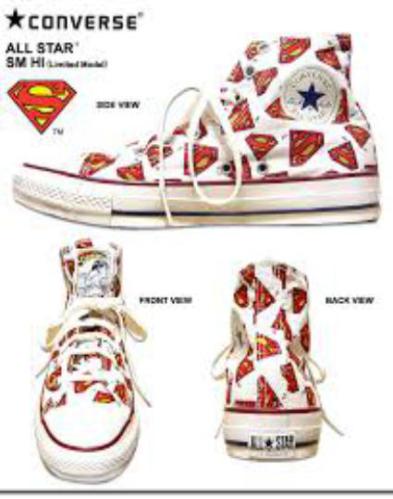 ★CONVERSE®
ALL STAR®
SM HI (Limited Model)
S
TM
SIDE VIEW
FRONT VIEW
BACK VIEW
ALL★STAR